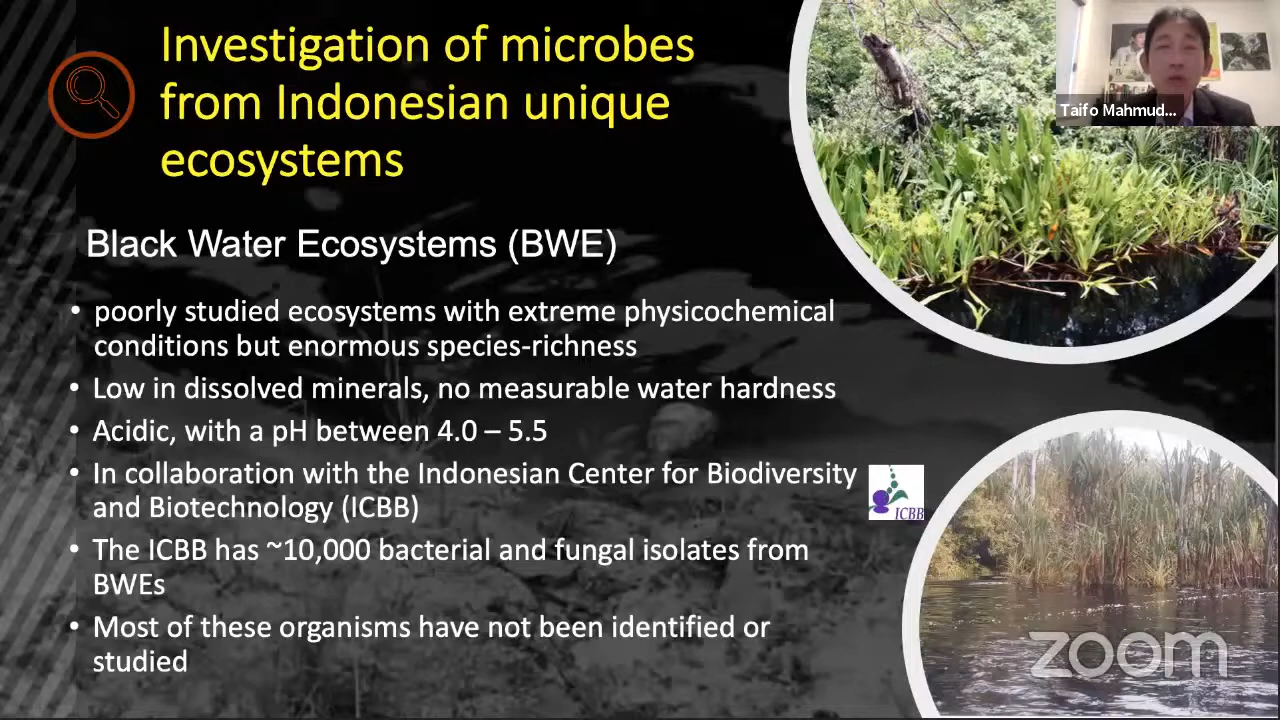 Investigation of microbes
from Indonesian unique
ecosystems
Taifo Mahmud...
Black Water Ecosystems (BWE)
• poorly studied ecosystems with extreme physicochemical
conditions but enormous species-richness
• Low in dissolved minerals, no measurable water hardness
• Acidic, with a pH between 4.0 – 5.5
• In collaboration with the Indonesian Center for Biodiversity
and Biotechnology (ICBB)
ICBB
• The ICBB has ~10,000 bacterial and fungal isolates from
BWEs
• Most of these organisms have not been identified or
studied
zoom